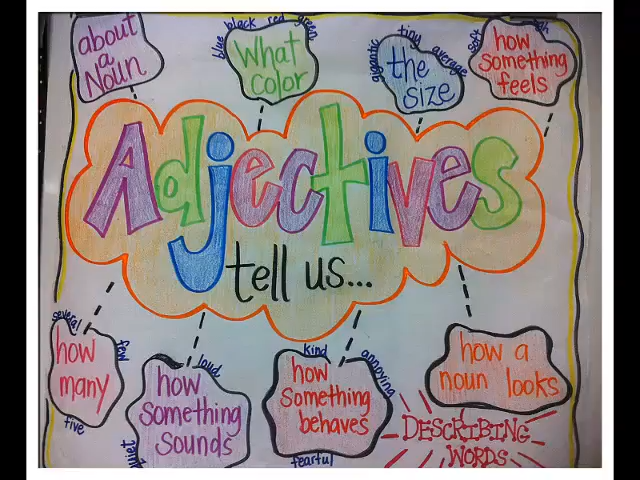 about
a
Noun
blue black red green
What
color
gigantic tiny average
the
size
soft
how
something
feels
Adjectives
tell us...
several
how
many
few
five
loud
how
something
sounds
quiet
kind
annoying
how
something
behaves
fearful
how a
noun looks
DESCRIBING
WORDS